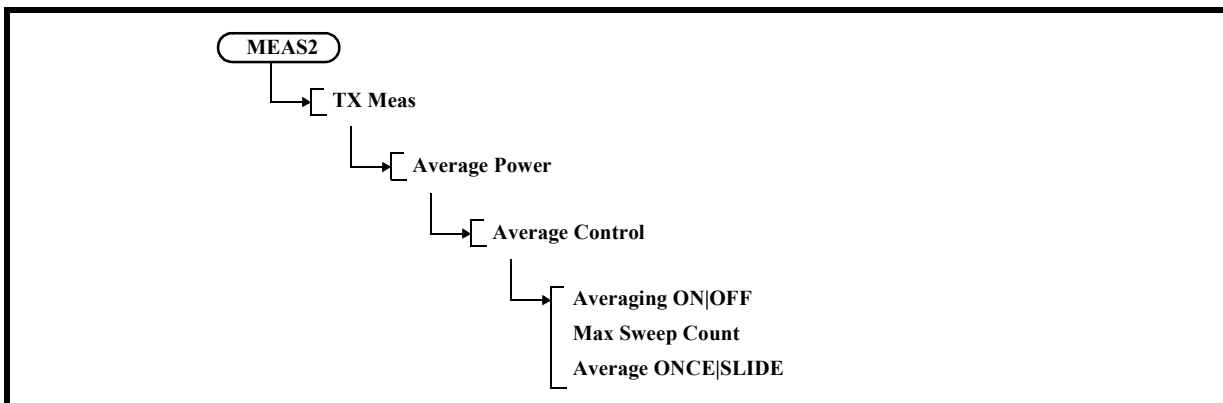 MEAS2
TX Meas
Average Power
Average Control
Averaging ON|OFF
Max Sweep Count
Average ONCE|SLIDE